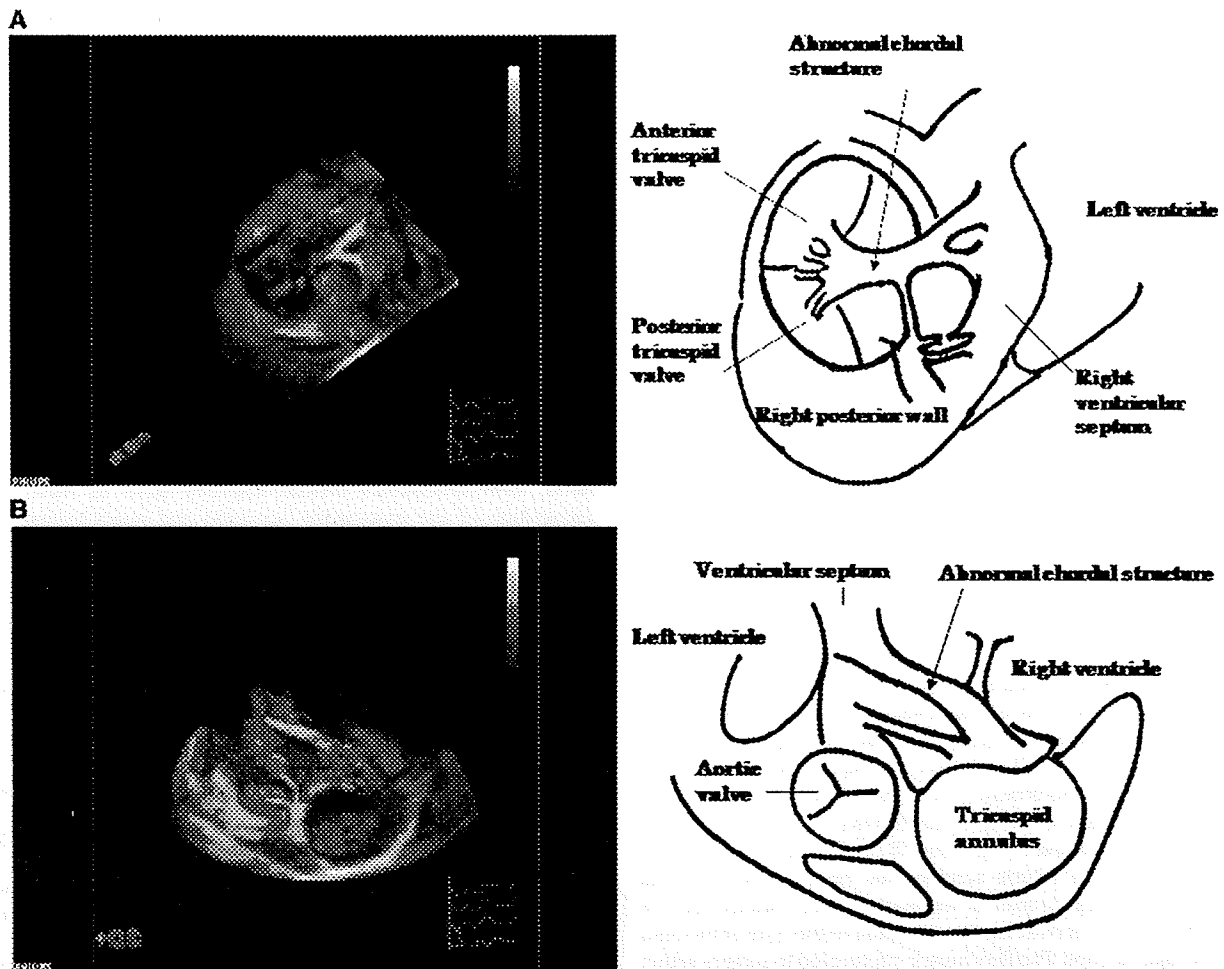 A
Abnormal chordal
structure
Anterior
tricuspid
valve
Left ventricle
Posterior
tricuspid
valve
Right posterior wall
Right
ventricular
septum
PHILIPS
B
Ventricular septum
Abnormal chordal structure
Left ventricle
Right ventricle
Aortic
valve
Tricuspid
annulus